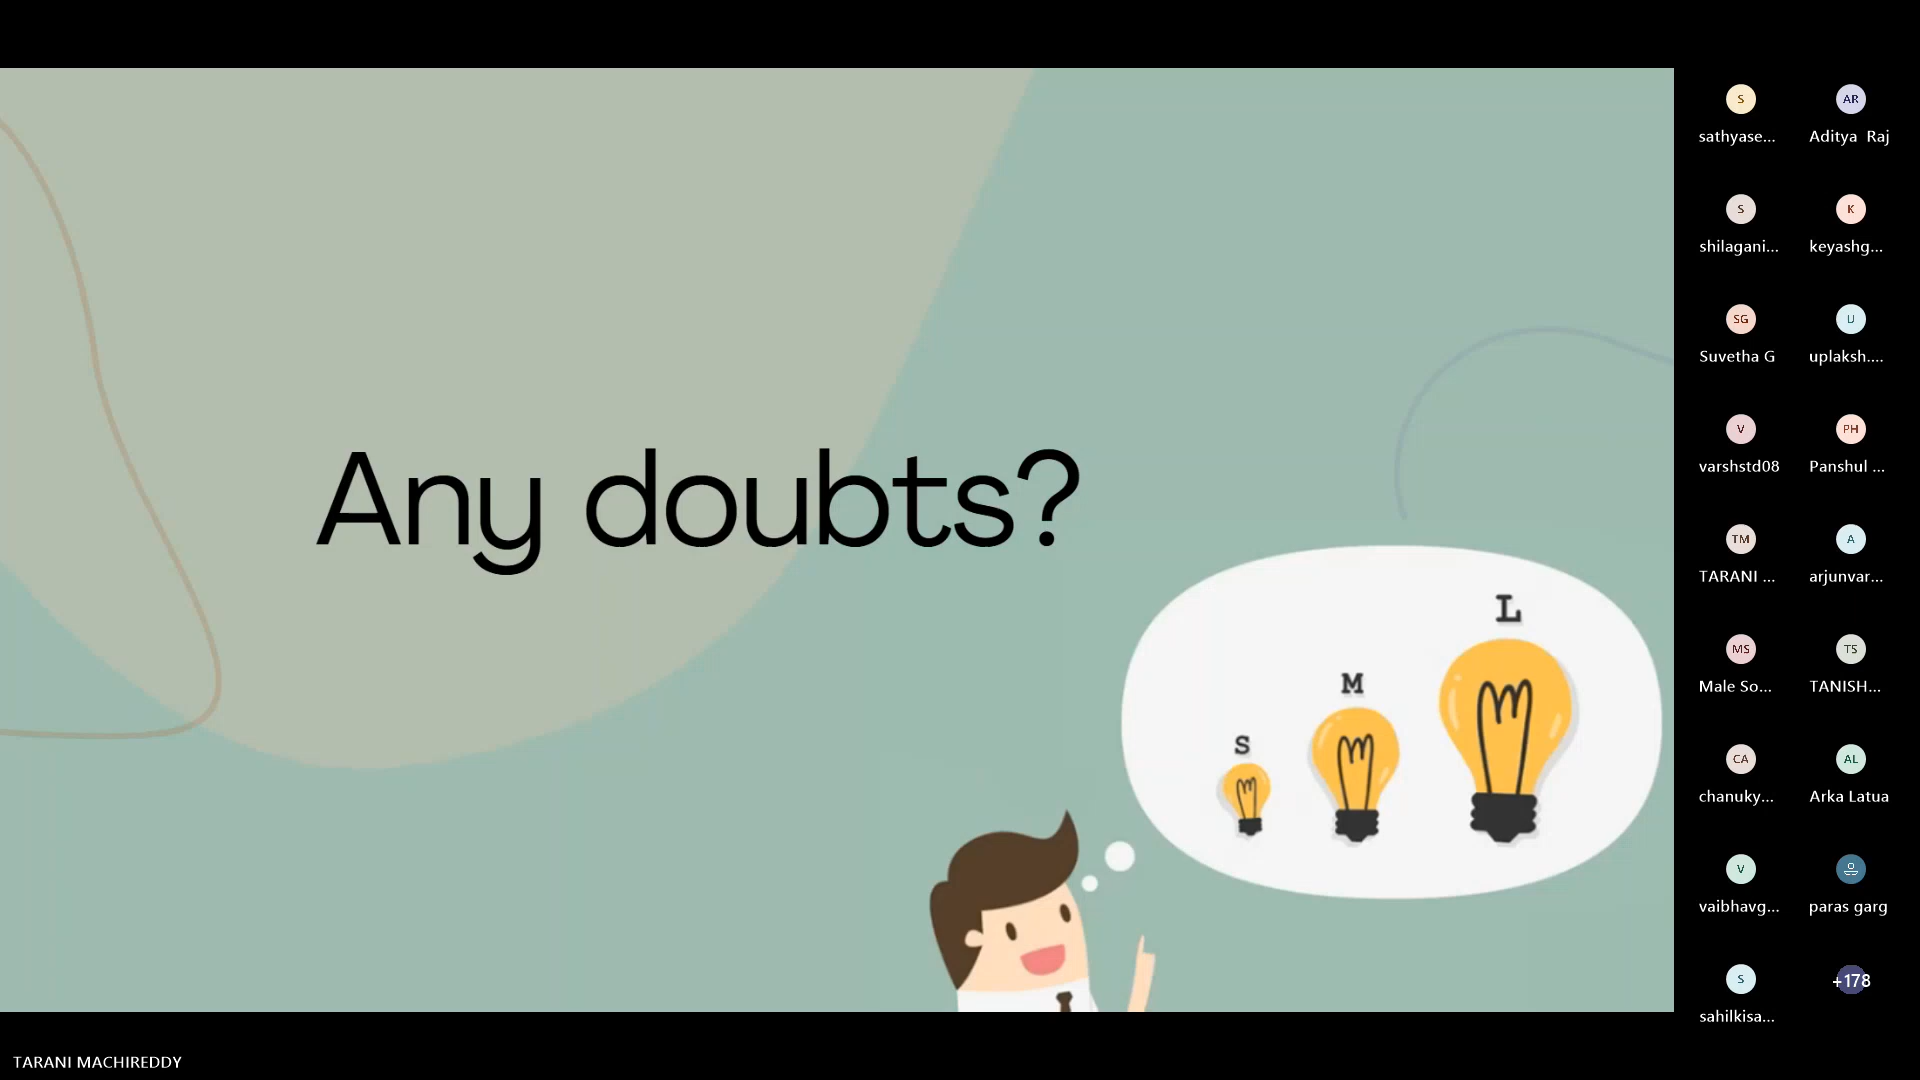 Any doubts?
S
M
L
S
sathyase...
AR
Aditya Raj
S
shilagani...
K
keyashg...
SG
Suvetha G
U
uplaksh....
V
varshstd08
PH
Panshul ...
TM
TARANI ...
A
arjunvar...
MS
Male So...
TS
TANISH...
CA
chanuky...
AL
Arka Latua
V
vaibhavg...
paras garg
S
sahilkisa...
+178
TARANI MACHIREDDY